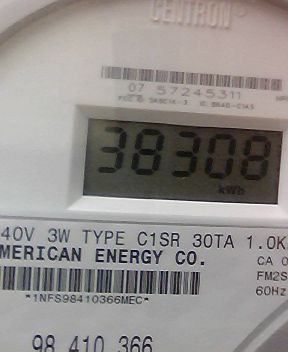 CENTRON®
07 57245311
38308
kWh
40V 3W TYPE C1SR 30TA 1.0K
MERICAN ENERGY CO.
CA 0
FM2S
60Hz
*1NFS98410366MEC*
98 410 366